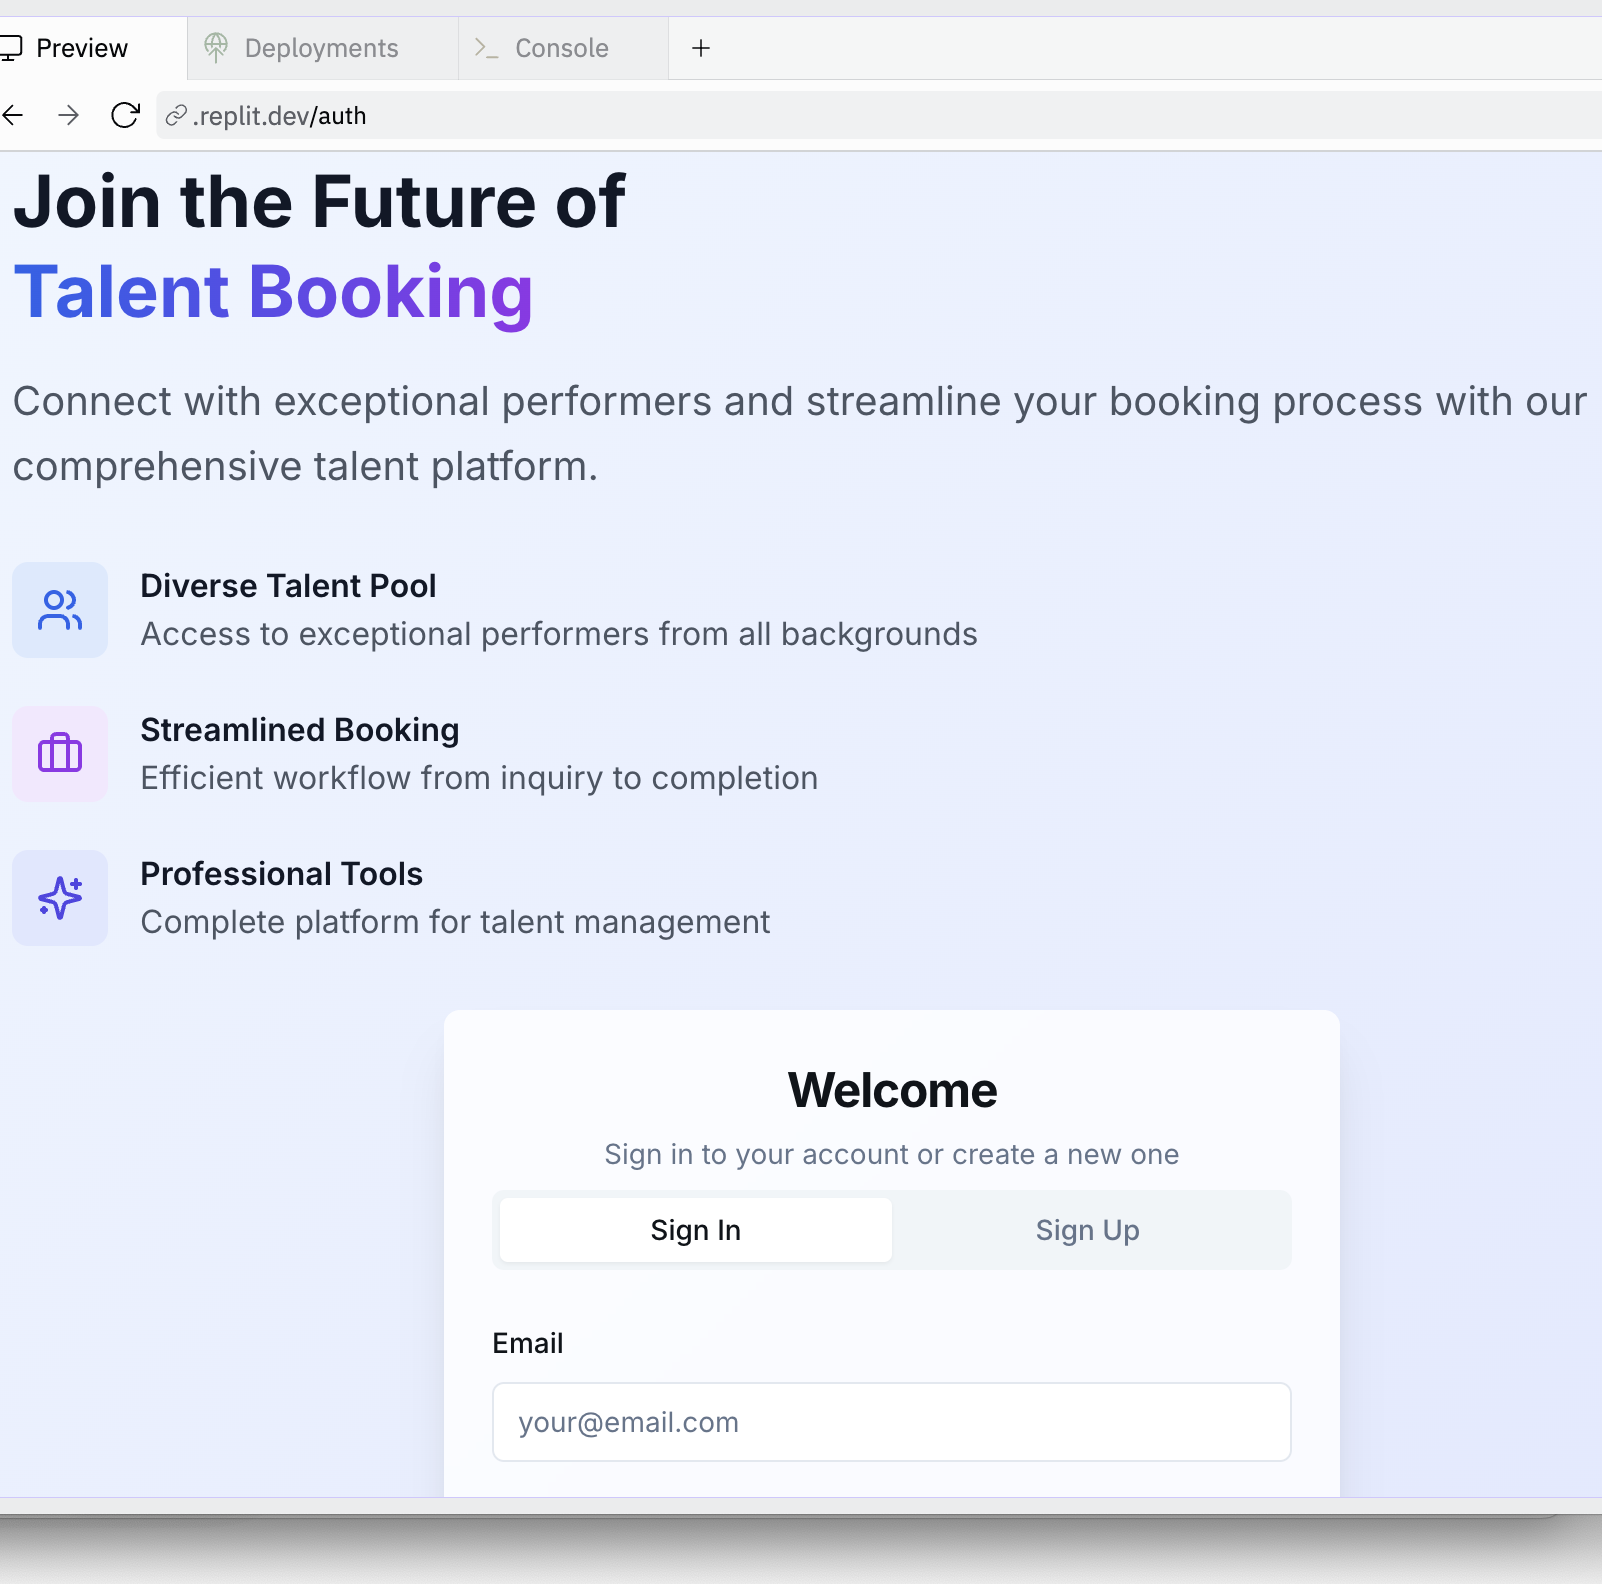 Preview
Deployments
Console
.replit.dev/auth
Join the Future of
Talent Booking
Connect with exceptional performers and streamline your booking process with our
comprehensive talent platform.
Diverse Talent Pool
Access to exceptional performers from all backgrounds
Streamlined Booking
Efficient workflow from inquiry to completion
Professional Tools
Complete platform for talent management
Welcome
Sign in to your account or create a new one
Sign In
Sign Up
Email
your@email.com